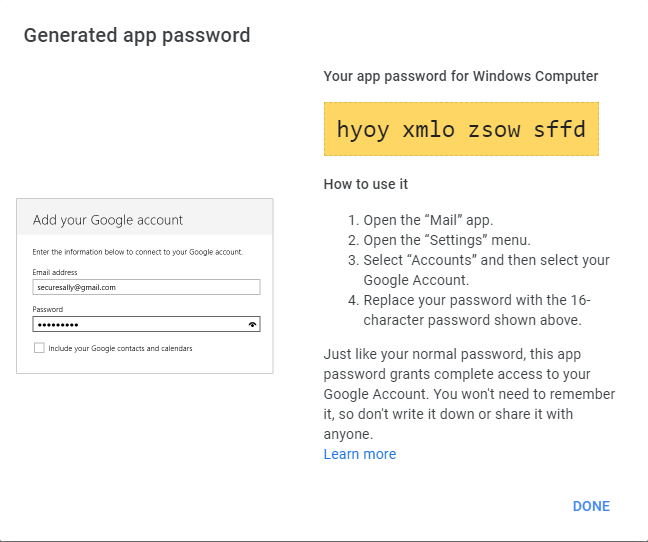 Generated app password
Your app password for Windows Computer
hyoy xmlo zsow sffd
How to use it
1. Open the “Mail” app.
2. Open the “Settings” menu.
3. Select “Accounts” and then select your
Google Account.
4. Replace your password with the 16-
character password shown above.
Just like your normal password, this app
password grants complete access to your
Google Account. You won't need to remember
it, so don't write it down or share it with
anyone.
Learn more
Add your Google account
Enter the information below to connect to your Google account.
Email address
securesally@gmail.com
Password
•••••••••
Include your Google contacts and calendars
DONE